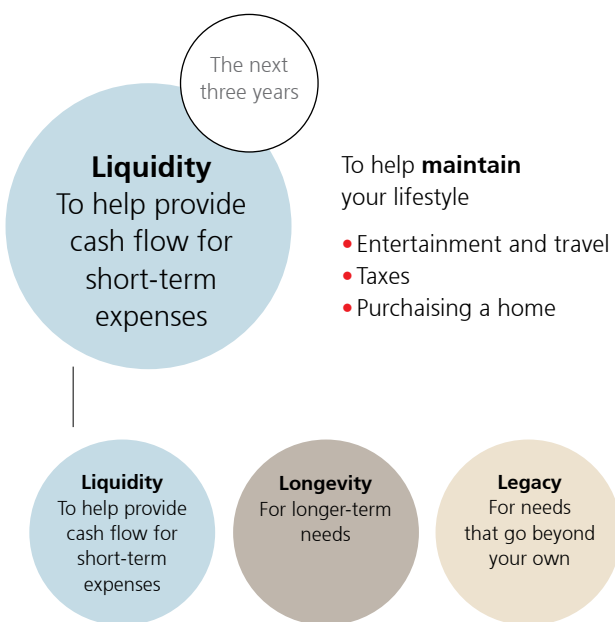 The next
three years
Liquidity
To help provide
cash flow for
short-term
expenses
To help maintain
your lifestyle
• Entertainment and travel
• Taxes
• Purchaising a home
Liquidity
To help provide
cash flow for
short-term
expenses
Longevity
For longer-term
needs
Legacy
For needs
that go beyond
your own